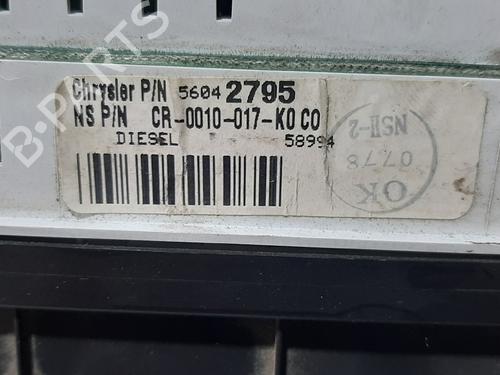 Chrysler P/N 5604 2795
NS P/N CR-0010-017-K0 C0
DIESEL 58994
NSII-2
0778
OK
B-PARTS